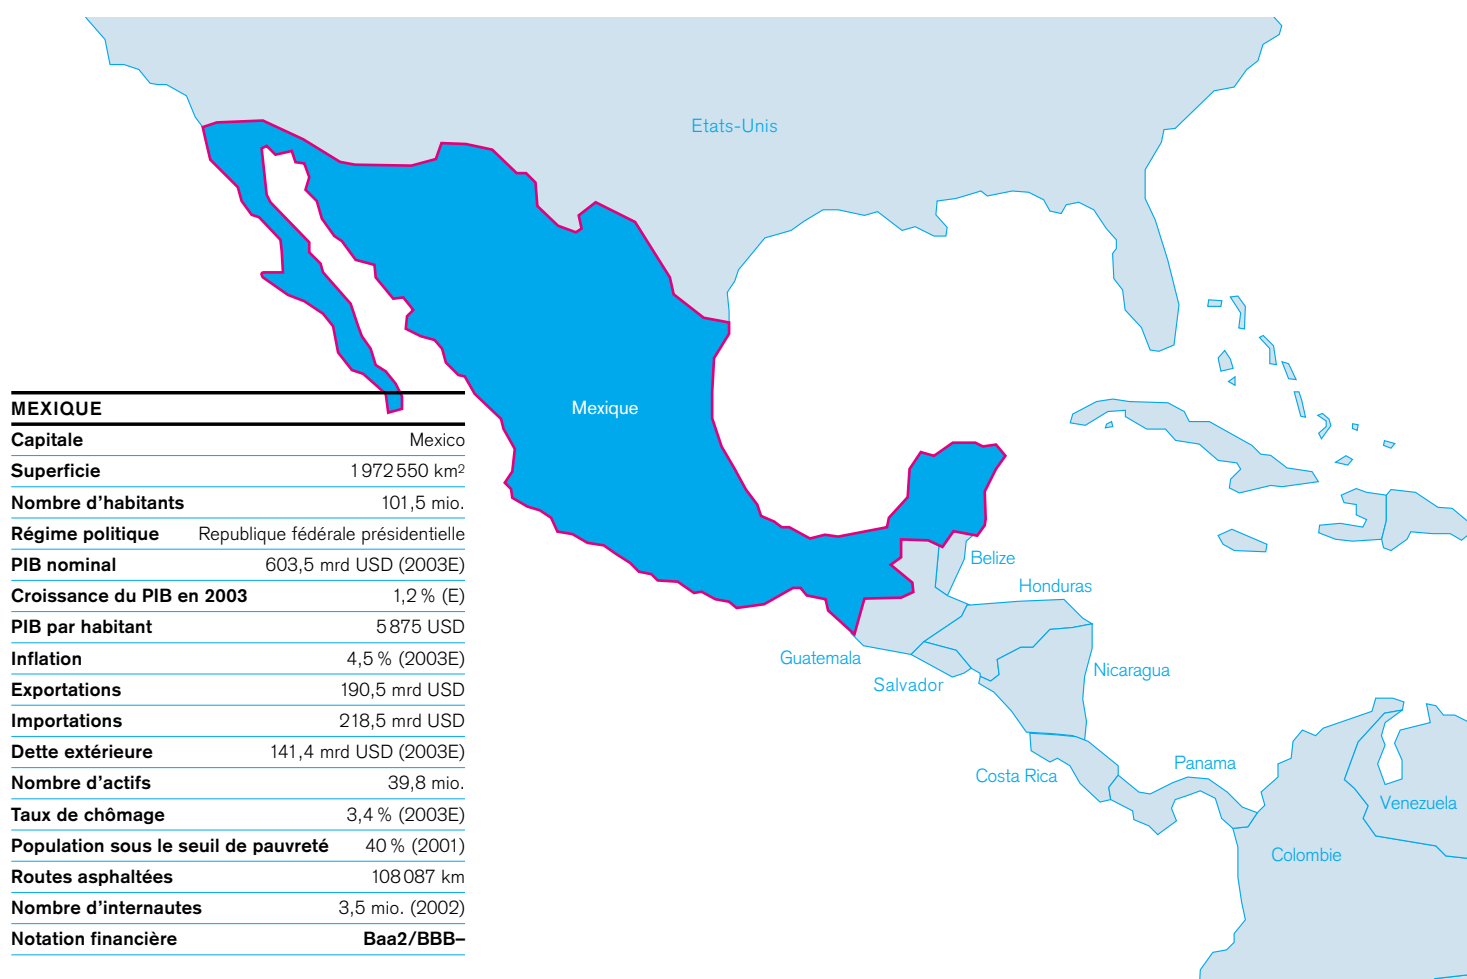 Etats-Unis
Mexique
MEXIQUE
Capitale Mexico
Superficie 1 972 550 km²
Nombre d’habitants 101,5 mio.
Régime politique Republique fédérale présidentielle
PIB nominal 603,5 mrd USD (2003E)
Croissance du PIB en 2003 1,2 % (E)
PIB par habitant 5 875 USD
Inflation 4,5 % (2003E)
Exportations 190,5 mrd USD
Importations 218,5 mrd USD
Dette extérieure 141,4 mrd USD (2003E)
Nombre d’actifs 39,8 mio.
Taux de chômage 3,4 % (2003E)
Population sous le seuil de pauvreté 40 % (2001)
Routes asphaltées 108 087 km
Nombre d’internautes 3,5 mio. (2002)
Notation financière Baa2/BBB–
Belize
Honduras
Guatemala
Salvador
Nicaragua
Costa Rica
Panama
Venezuela
Colombie